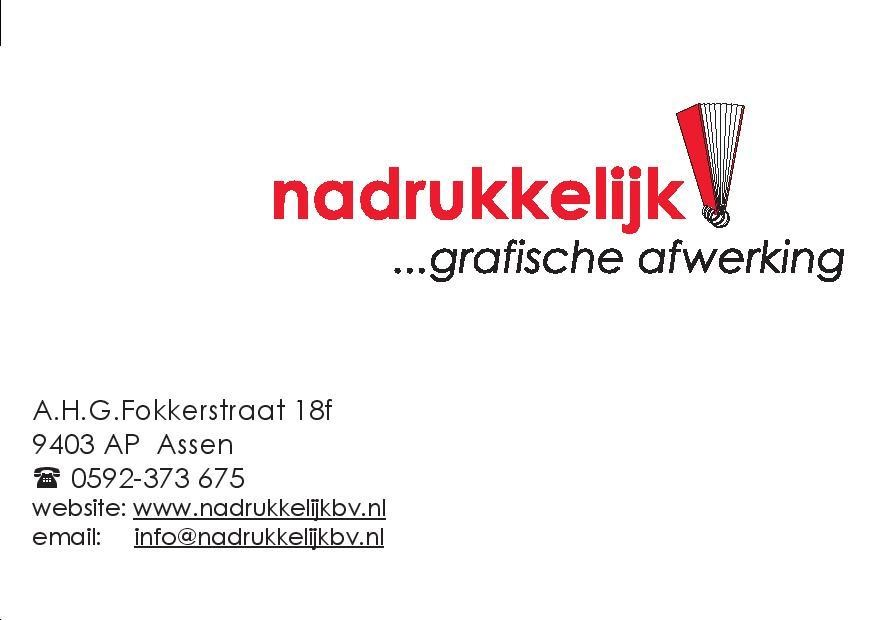 nadrukkelijk!
...grafische afwerking
A.H.G.Fokkerstraat 18f
9403 AP  Assen
☎ 0592-373 675
website: www.nadrukkelijkbv.nl
email: info@nadrukkelijkbv.nl